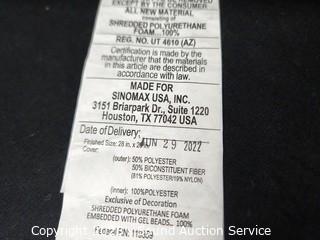 EXCEPT BY THE CONSUMER
ALL NEW MATERIAL
consisting of
SHREDDED POLYURETHANE
FOAM...100%
REG. NO. UT 4610 (AZ)
Certification is made by the
manufacturer that the materials
in this article are described in
accordance with law.
MADE FOR
SINOMAX USA, INC.
3151 Briarpark Dr., Suite 1220
Houston, TX 77042 USA
Date of Delivery:
JUN 29 2022
Finished Size: 28in x
Cover:
(outer): 50% POLYESTER
50% BICONSTITUENT FIBER
(81% POLYESTER/19% NYLON)
(inner): 100% POLYESTER
Exclusive of Decoration
SHREDDED POLYURETHANE FOAM
EMBEDDED WITH GEL BEADS... 100%
Copyright Round Auction Service